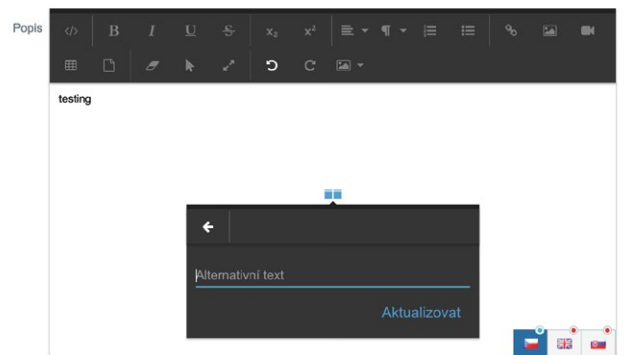 Popis
B I U S x₂ x²
testing
Alternativní text
Aktualizovat